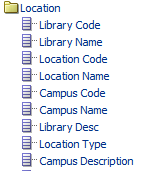 Location
Library Code
Library Name
Location Code
Location Name
Campus Code
Campus Name
Library Desc
Location Type
Campus Description